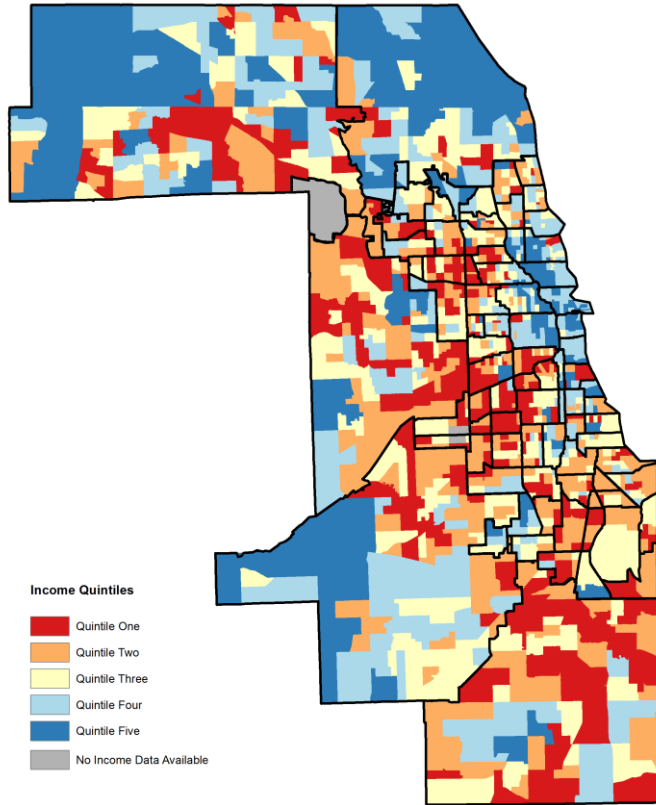 Income Quintiles
Quintile One
Quintile Two
Quintile Three
Quintile Four
Quintile Five
No Income Data Available